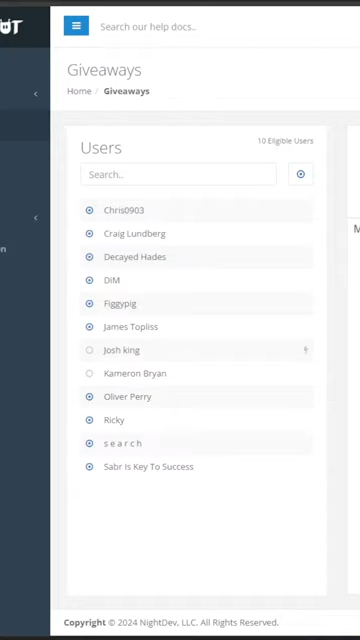 Search our help docs..
Giveaways
Home / Giveaways
Users
10 Eligible Users
Search..
Chris0903
Craig Lundberg
Decayed Hades
DiM
Figgypig
James Topliss
Josh king
Kameron Bryan
Oliver Perry
Ricky
s e a r c h
Sabr Is Key To Success
Copyright © 2024 NightDev, LLC. All Rights Reserved.